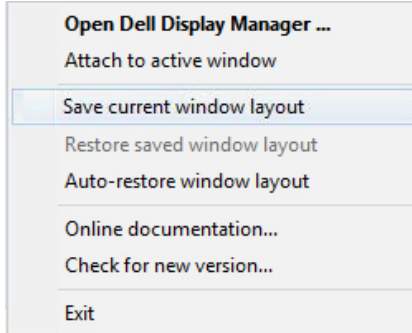 Open Dell Display Manager ...
Attach to active window
Save current window layout
Restore saved window layout
Auto-restore window layout
Online documentation...
Check for new version...
Exit